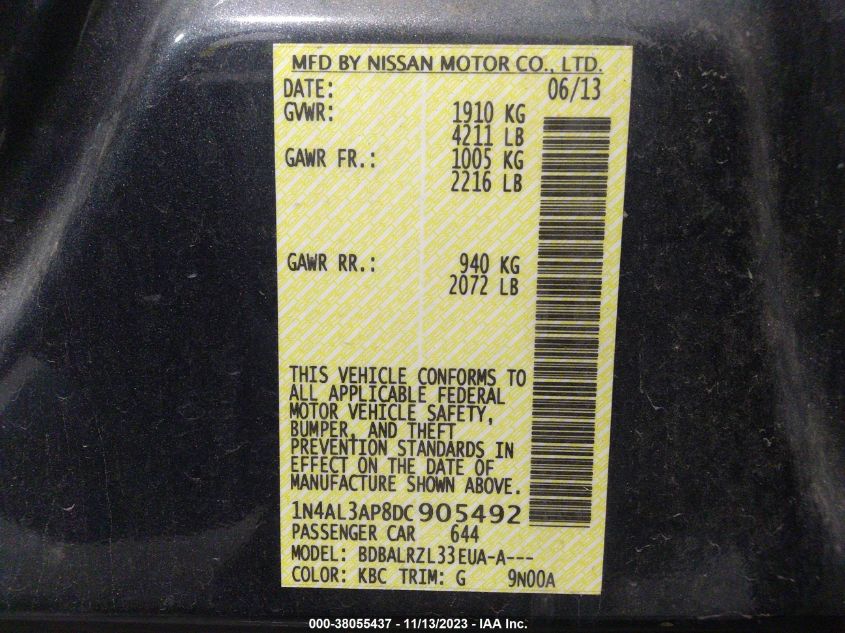 MFD BY NISSAN MOTOR CO., LTD.
DATE: 06/13
GVWR: 1910 KG
4211 LB
GAWR FR.: 1005 KG
2216 LB
GAWR RR.: 940 KG
2072 LB
THIS VEHICLE CONFORMS TO
ALL APPLICABLE FEDERAL
MOTOR VEHICLE SAFETY,
BUMPER, AND THEFT
PREVENTION STANDARDS IN
EFFECT ON THE DATE OF
MANUFACTURE SHOWN ABOVE.
1N4AL3AP8DC905492
PASSENGER CAR 644
MODEL: BDBALRZL33EUA-A---
COLOR: KBC TRIM: G 9N00A
000-38055437 - 11/13/2023 - IAA Inc.